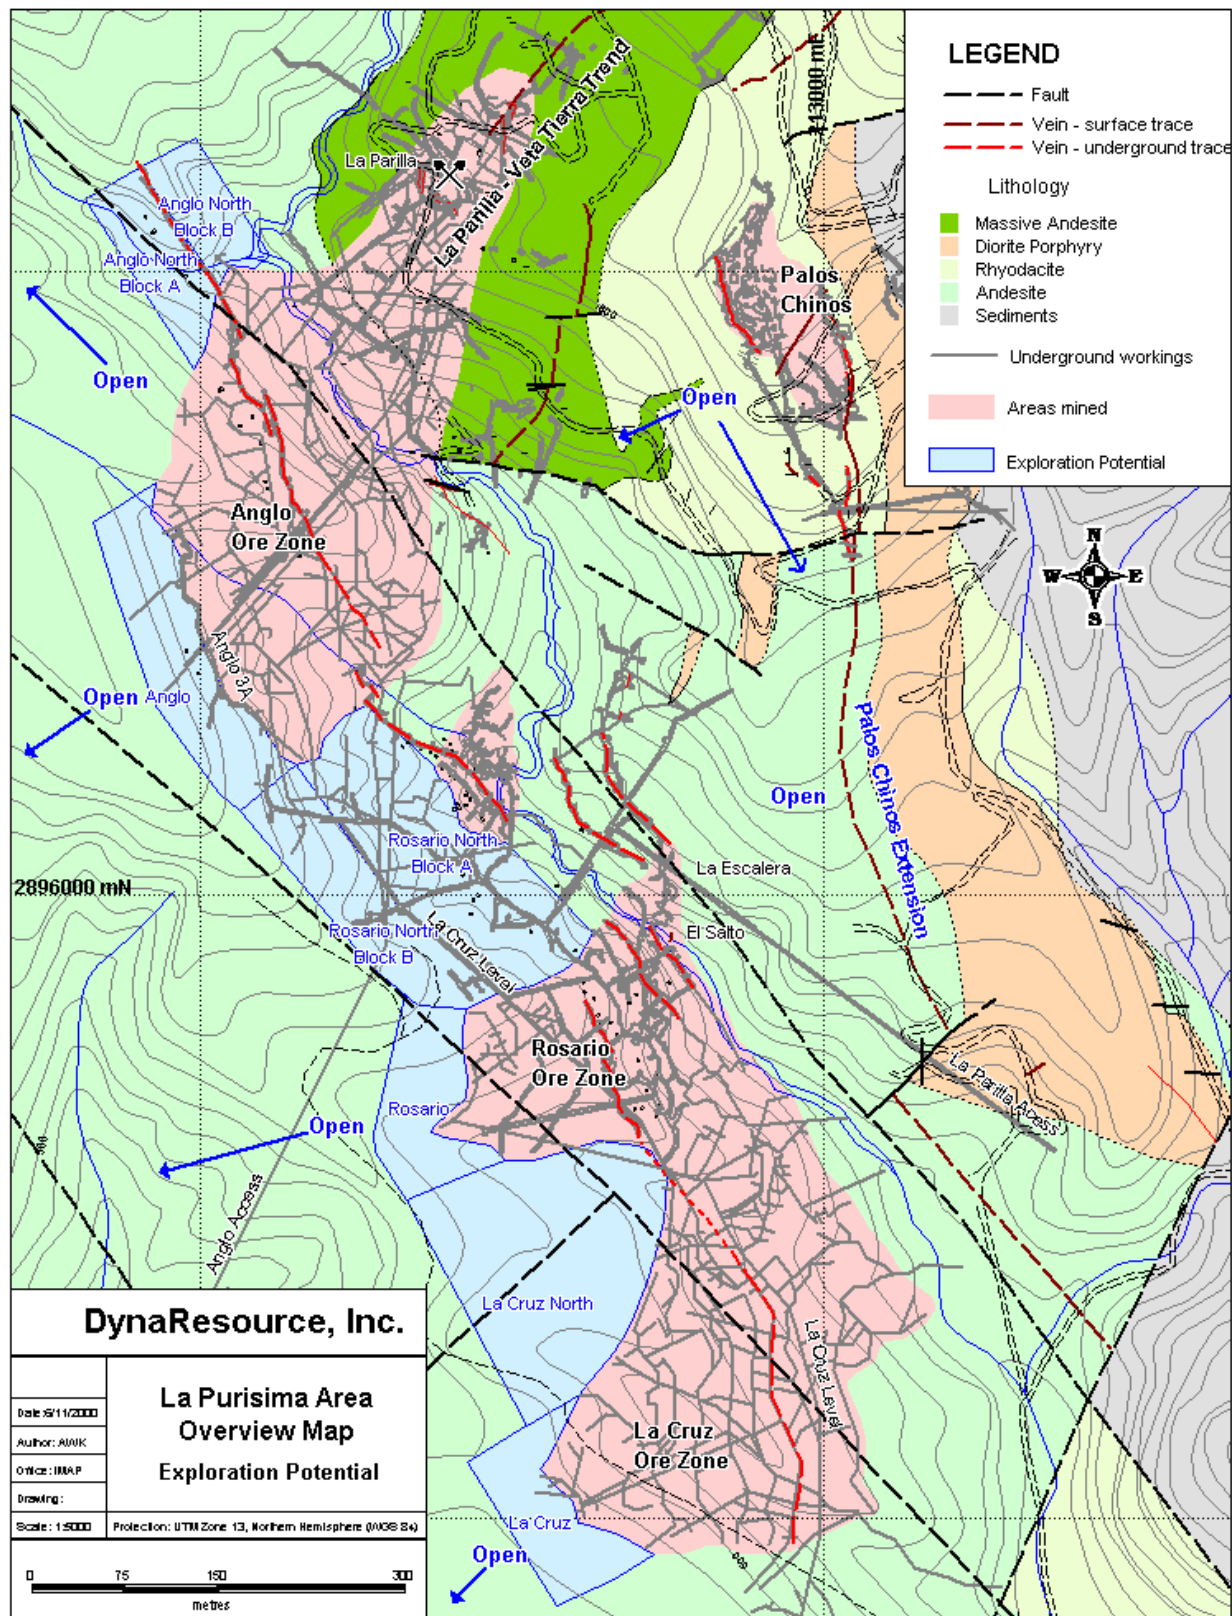 LEGEND
Fault
Vein - surface trace
Vein - underground trace
Lithology
Massive Andesite
Diorite Porphyry
Rhyodacite
Andesite
Sediments
Underground workings
Areas mined
Exploration Potential
413000 mE
La Parilla - Veta Tierra Trend
La Parilla
Anglo North
Block B
Anglo North
Block A
Palos
Chinos
800
Open
Open
Anglo
Ore Zone
N
W
E
S
Anglo 3A
Open
Anglo
Palos Chinos Extension
Open
Rosario North
Block A
La Escalera
2896000 mN
La Cruz Level
El Salto
Rosario North
Block B
Rosario
Ore Zone
La Parilla Acess
Rosario
Open
Anglo Access
La Cruz North
La Cruz Level
La Cruz
Ore Zone
La Cruz
Open
DynaResource, Inc.
La Purisima Area
Overview Map
Exploration Potential
Date:6/11/2000
Author: AWK
Office: IMAP
Drawing:
Scale: 1:5000
Projection: UTM Zone 13, Northern Hemisphere (WGS 84)
0
75
150
300
metres